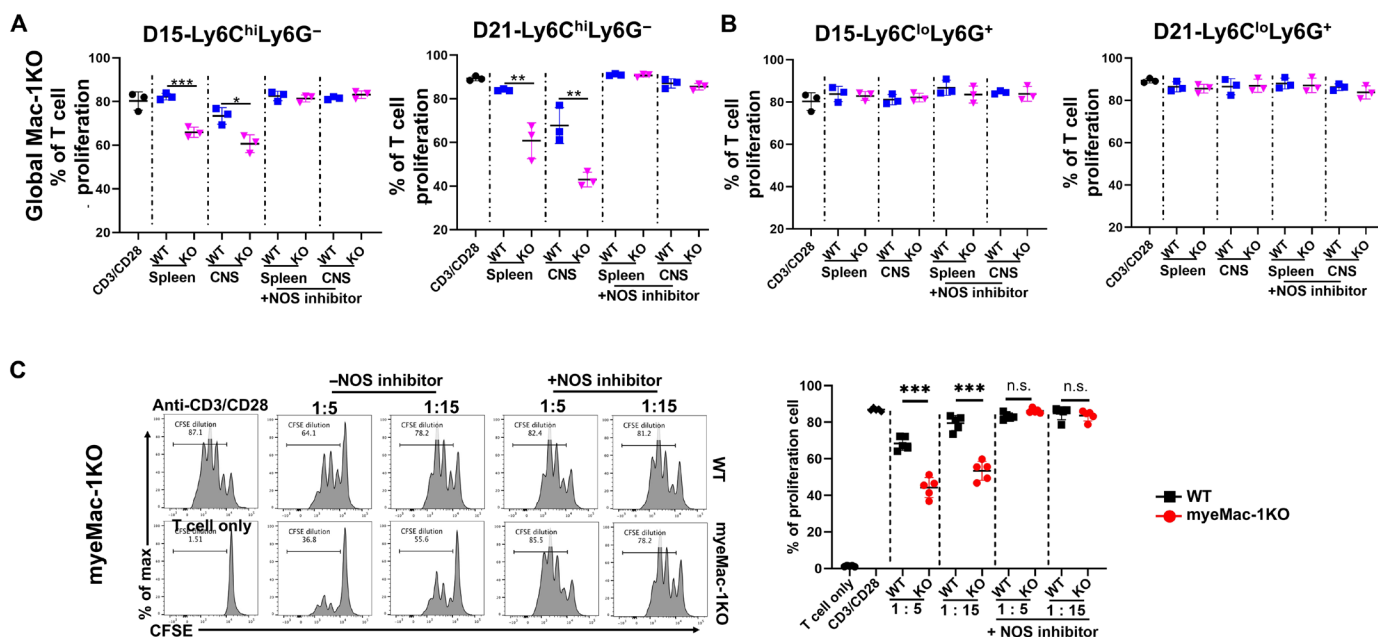 A
D15-Ly6ChiLy6G−
D21-Ly6ChiLy6G−
B
D15-Ly6CloLy6G+
D21-Ly6CloLy6G+
Global Mac-1KO
% of T cell
proliferation
100
80
60
40
20
***
*
CD3/CD28
WT
KO
WT
KO
WT
KO
WT
KO
Spleen
CNS
Spleen
CNS
+NOS inhibitor
% of T cell
proliferation
100
80
60
40
20
**
**
CD3/CD28
WT
KO
WT
KO
WT
KO
WT
KO
Spleen
CNS
Spleen
CNS
+NOS inhibitor
% of T cell
proliferation
100
80
60
40
20
CD3/CD28
WT
KO
WT
KO
WT
KO
WT
KO
Spleen
CNS
Spleen
CNS
+NOS inhibitor
% of T cell
proliferation
100
80
60
40
20
CD3/CD28
WT
KO
WT
KO
WT
KO
WT
KO
Spleen
CNS
Spleen
CNS
+NOS inhibitor
C
myeMac-1KO
–NOS inhibitor
+NOS inhibitor
Anti-CD3/CD28
1:5
1:15
1:5
1:15
CFSE dilution
87.1
CFSE dilution
64.1
CFSE dilution
78.2
CFSE dilution
82.4
CFSE dilution
81.2
WT
T cell only
CFSE dilution
1.51
CFSE dilution
36.8
CFSE dilution
55.6
CFSE dilution
85.5
CFSE dilution
78.2
myeMac-1KO
% of max
CFSE
% of proliferation cell
100
80
60
40
20
0
***
***
n.s.
n.s.
T cell only
CD3/CD28
WT
KO
WT
KO
WT
KO
WT
KO
1 : 5
1 : 15
1 : 5
1 : 15
+ NOS inhibitor
WT
myeMac-1KO